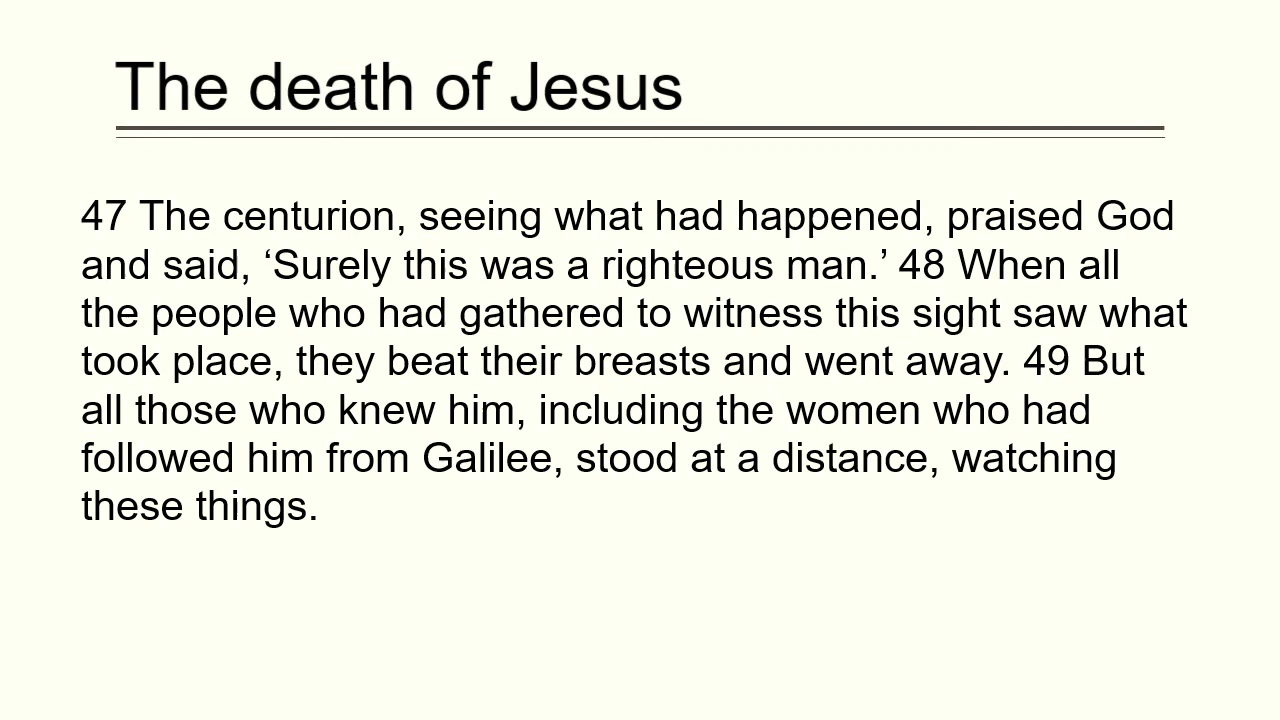 The death of Jesus
47 The centurion, seeing what had happened, praised God
and said, ‘Surely this was a righteous man.’ 48 When all
the people who had gathered to witness this sight saw what
took place, they beat their breasts and went away. 49 But
all those who knew him, including the women who had
followed him from Galilee, stood at a distance, watching
these things.